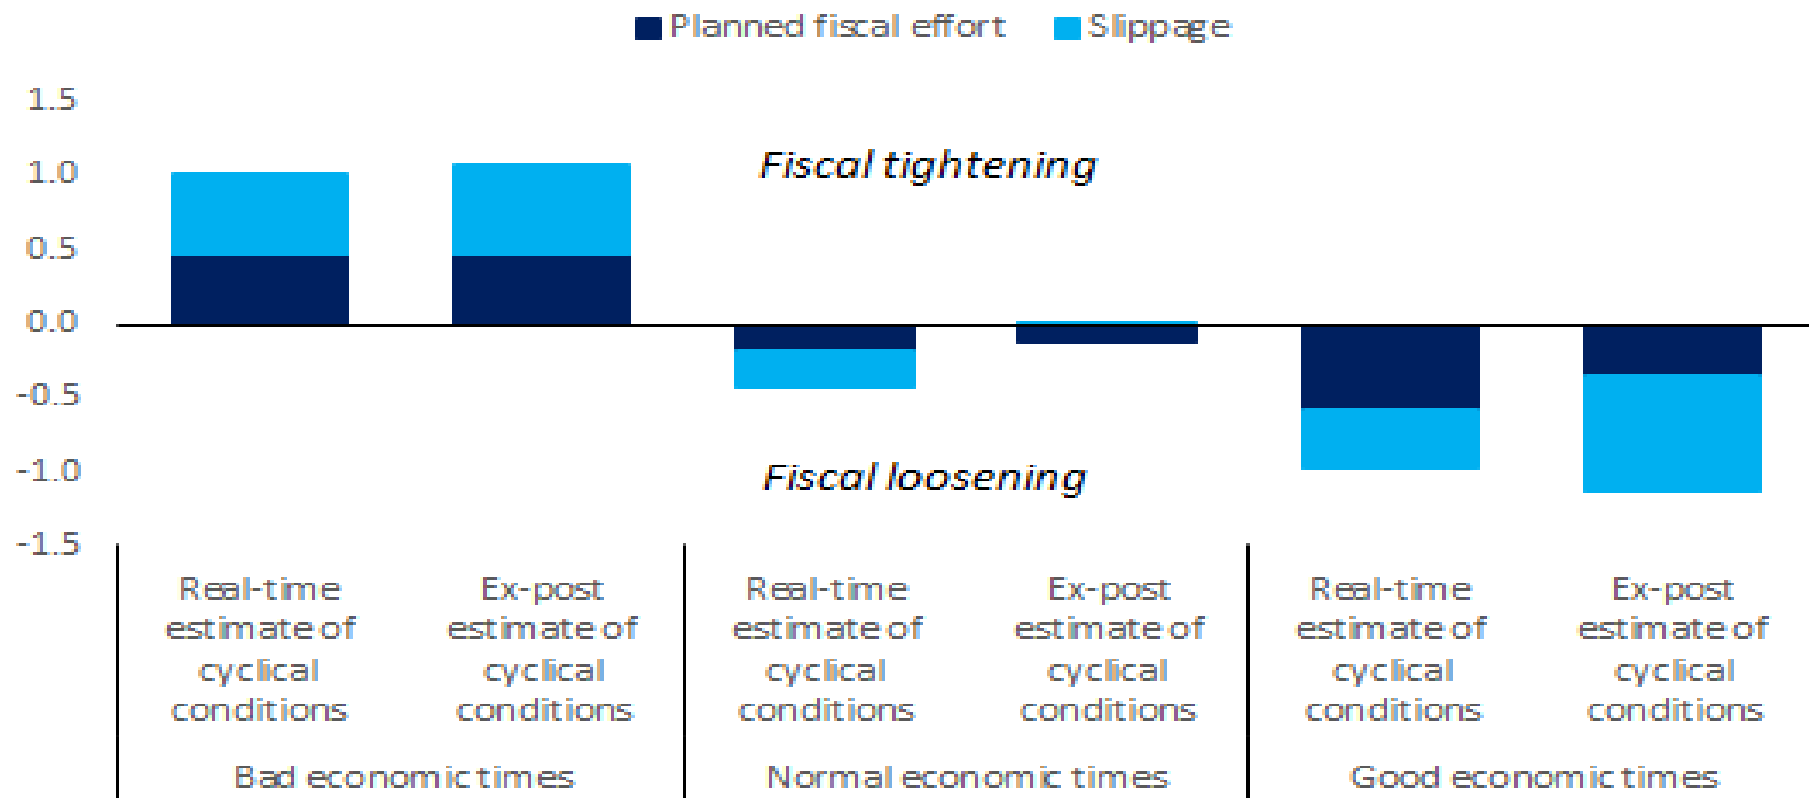 Planned fiscal effort Slippage
1.5
1.0
0.5
0.0
-0.5
-1.0
-1.5
Fiscal tightening
Fiscal loosening
Real-time
estimate of
cyclical
conditions
Ex-post
estimate of
cyclical
conditions
Real-time
estimate of
cyclical
conditions
Ex-post
estimate of
cyclical
conditions
Real-time
estimate of
cyclical
conditions
Ex-post
estimate of
cyclical
conditions
Bad economic times
Normal economic times
Good economic times